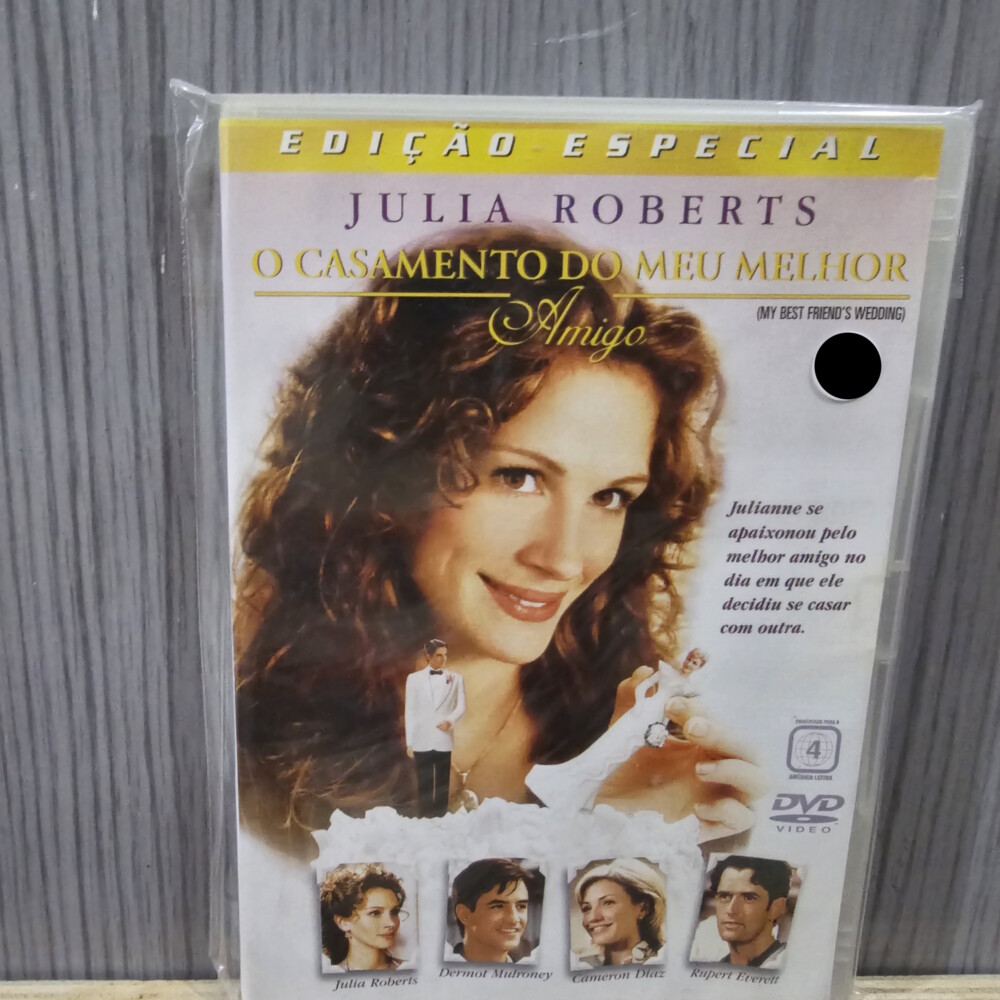 EDIÇÃO ESPECIAL
JULIA ROBERTS
O CASAMENTO DO MEU MELHOR
Amigo
(MY BEST FRIEND'S WEDDING)
Julianne se
apaixonou pelo
melhor amigo no
dia em que ele
decidiu se casar
com outra.
4
AMÉRICA LATINA
DVD
VIDEO
Julia Roberts
Dermot Mulroney
Cameron Diaz
Rupert Everett